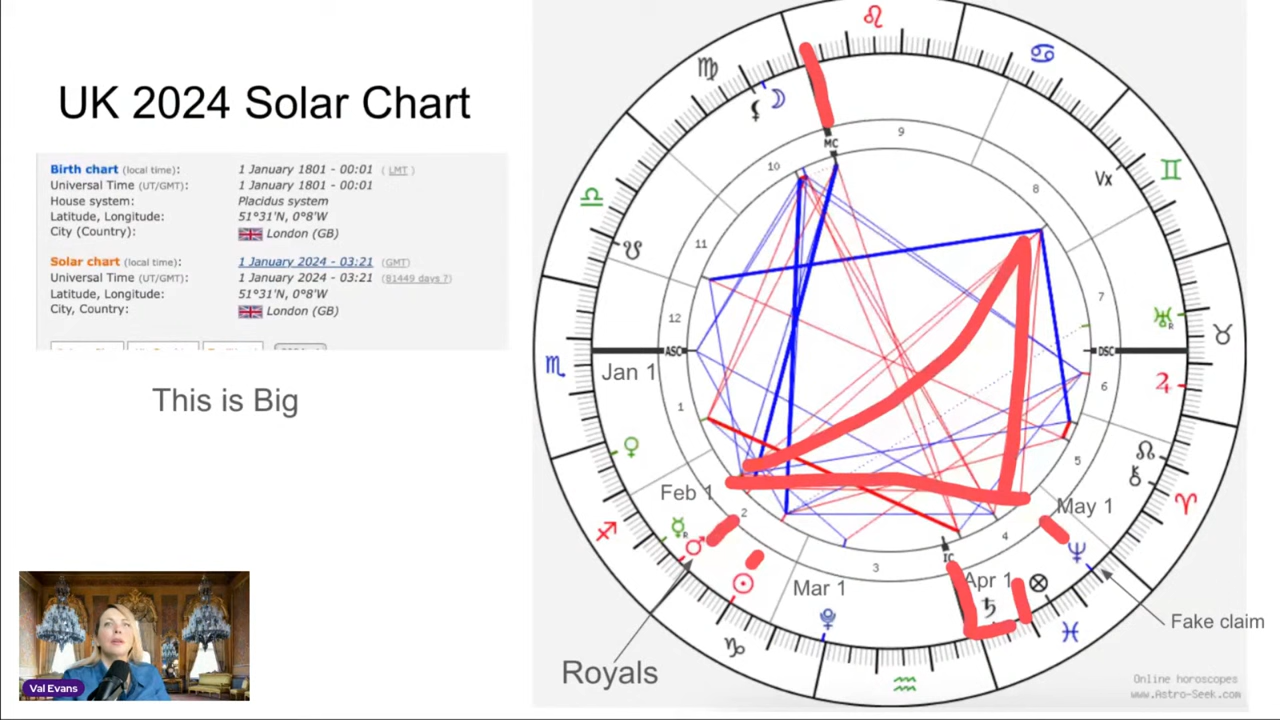 UK 2024 Solar Chart
Birth chart (local time): 1 January 1801 - 00:01 ( LMT )
Universal Time (UT/GMT): 1 January 1801 - 00:01
House system: Placidus system
Latitude, Longitude: 51°31'N, 0°8'W
City (Country): London (GB)
Solar chart (local time): 1 January 2024 - 03:21 (GMT)
Universal Time (UT/GMT): 1 January 2024 - 03:21 (81449 days ?)
Latitude, Longitude: 51°31'N, 0°8'W
City, Country: London (GB)
This is Big
Val Evans
MC
9
10
8
Vx
11
7
12
ASC
DSC
Jan 1
6
1
5
Feb 1
May 1
2
4
IC
3
Apr 1
Mar 1
R
R
Royals
Fake claim
Online horoscopes
www.Astro-Seek.com